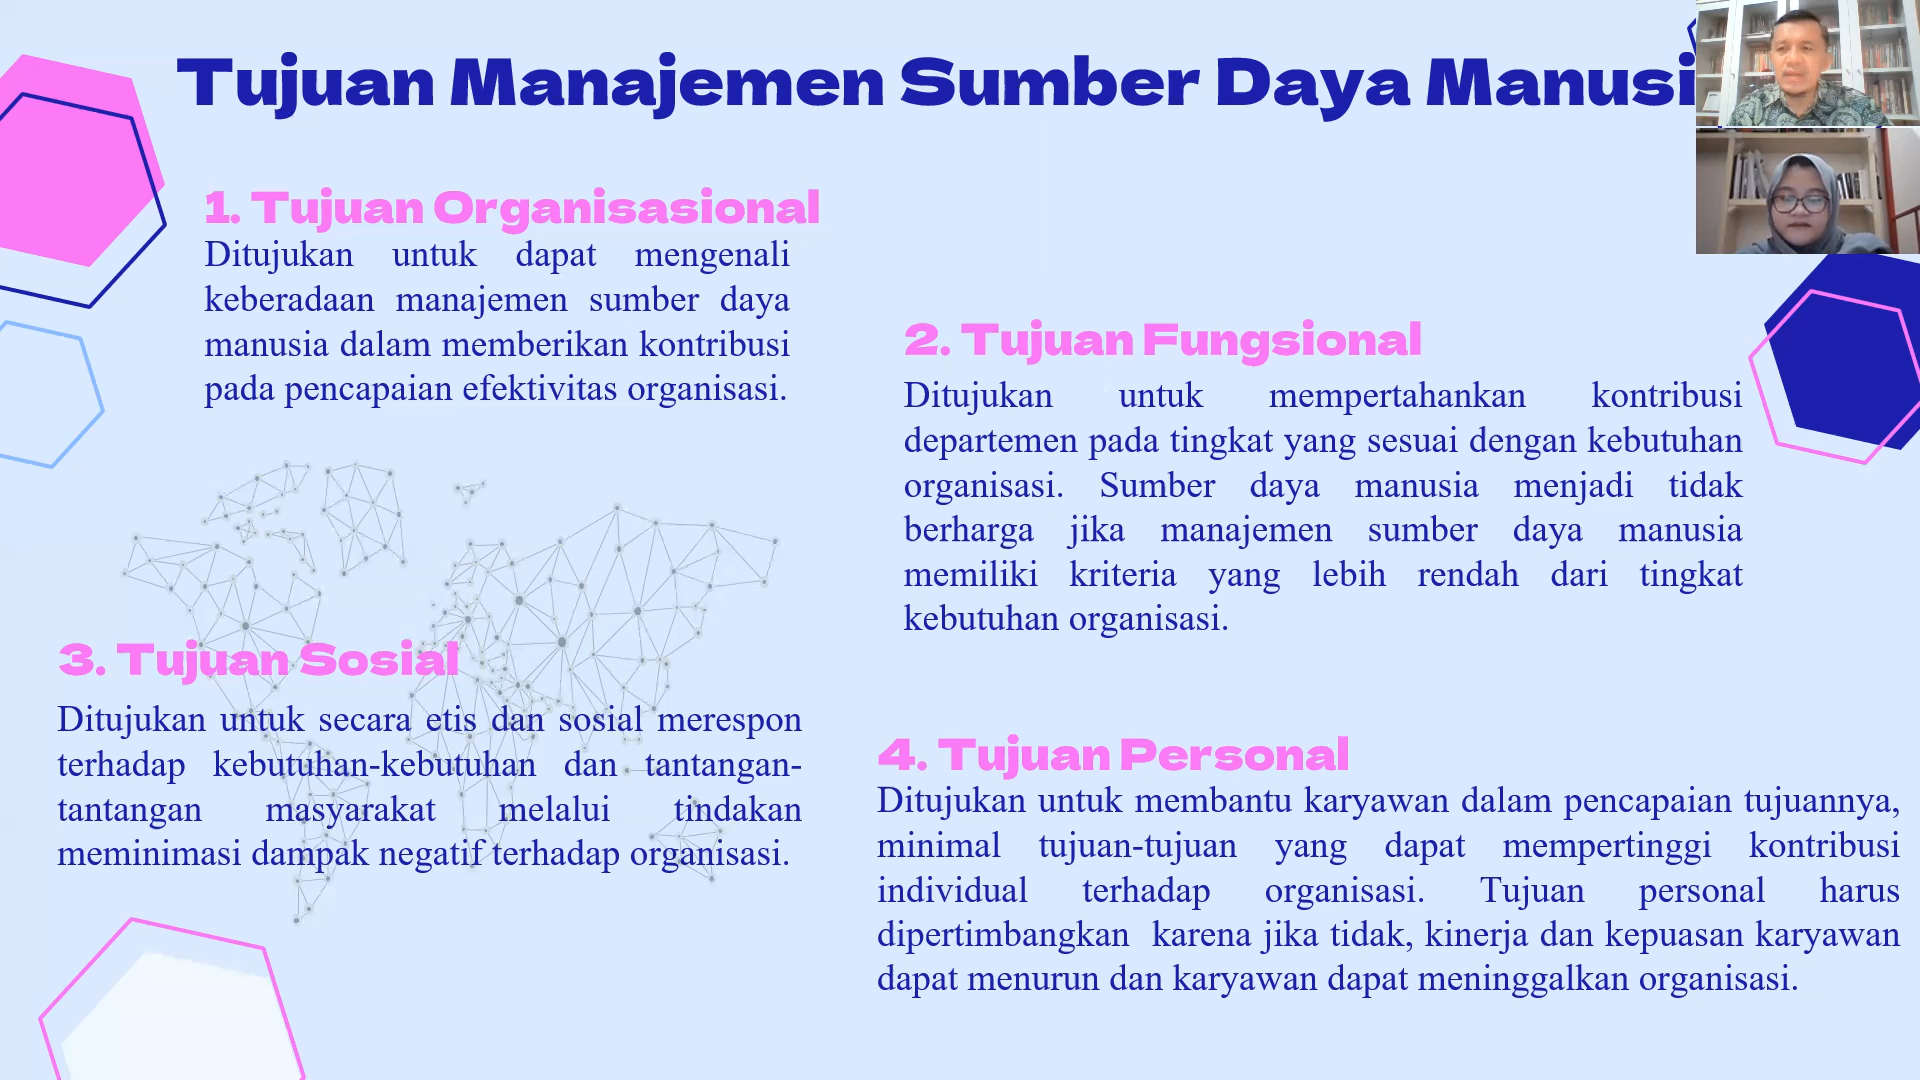 Tujuan Manajemen Sumber Daya Manusi
1. Tujuan Organisasional
Ditujukan untuk dapat mengenali
keberadaan manajemen sumber daya
manusia dalam memberikan kontribusi
pada pencapaian efektivitas organisasi.
2. Tujuan Fungsional
Ditujukan untuk mempertahankan kontribusi
departemen pada tingkat yang sesuai dengan kebutuhan
organisasi. Sumber daya manusia menjadi tidak
berharga jika manajemen sumber daya manusia
memiliki kriteria yang lebih rendah dari tingkat
kebutuhan organisasi.
3. Tujuan Sosial
Ditujukan untuk secara etis dan sosial merespon
terhadap kebutuhan-kebutuhan dan tantangan-
tantangan masyarakat melalui tindakan
meminimasi dampak negatif terhadap organisasi.
4. Tujuan Personal
Ditujukan untuk membantu karyawan dalam pencapaian tujuannya,
minimal tujuan-tujuan yang dapat mempertinggi kontribusi
individual terhadap organisasi. Tujuan personal harus
dipertimbangkan karena jika tidak, kinerja dan kepuasan karyawan
dapat menurun dan karyawan dapat meninggalkan organisasi.